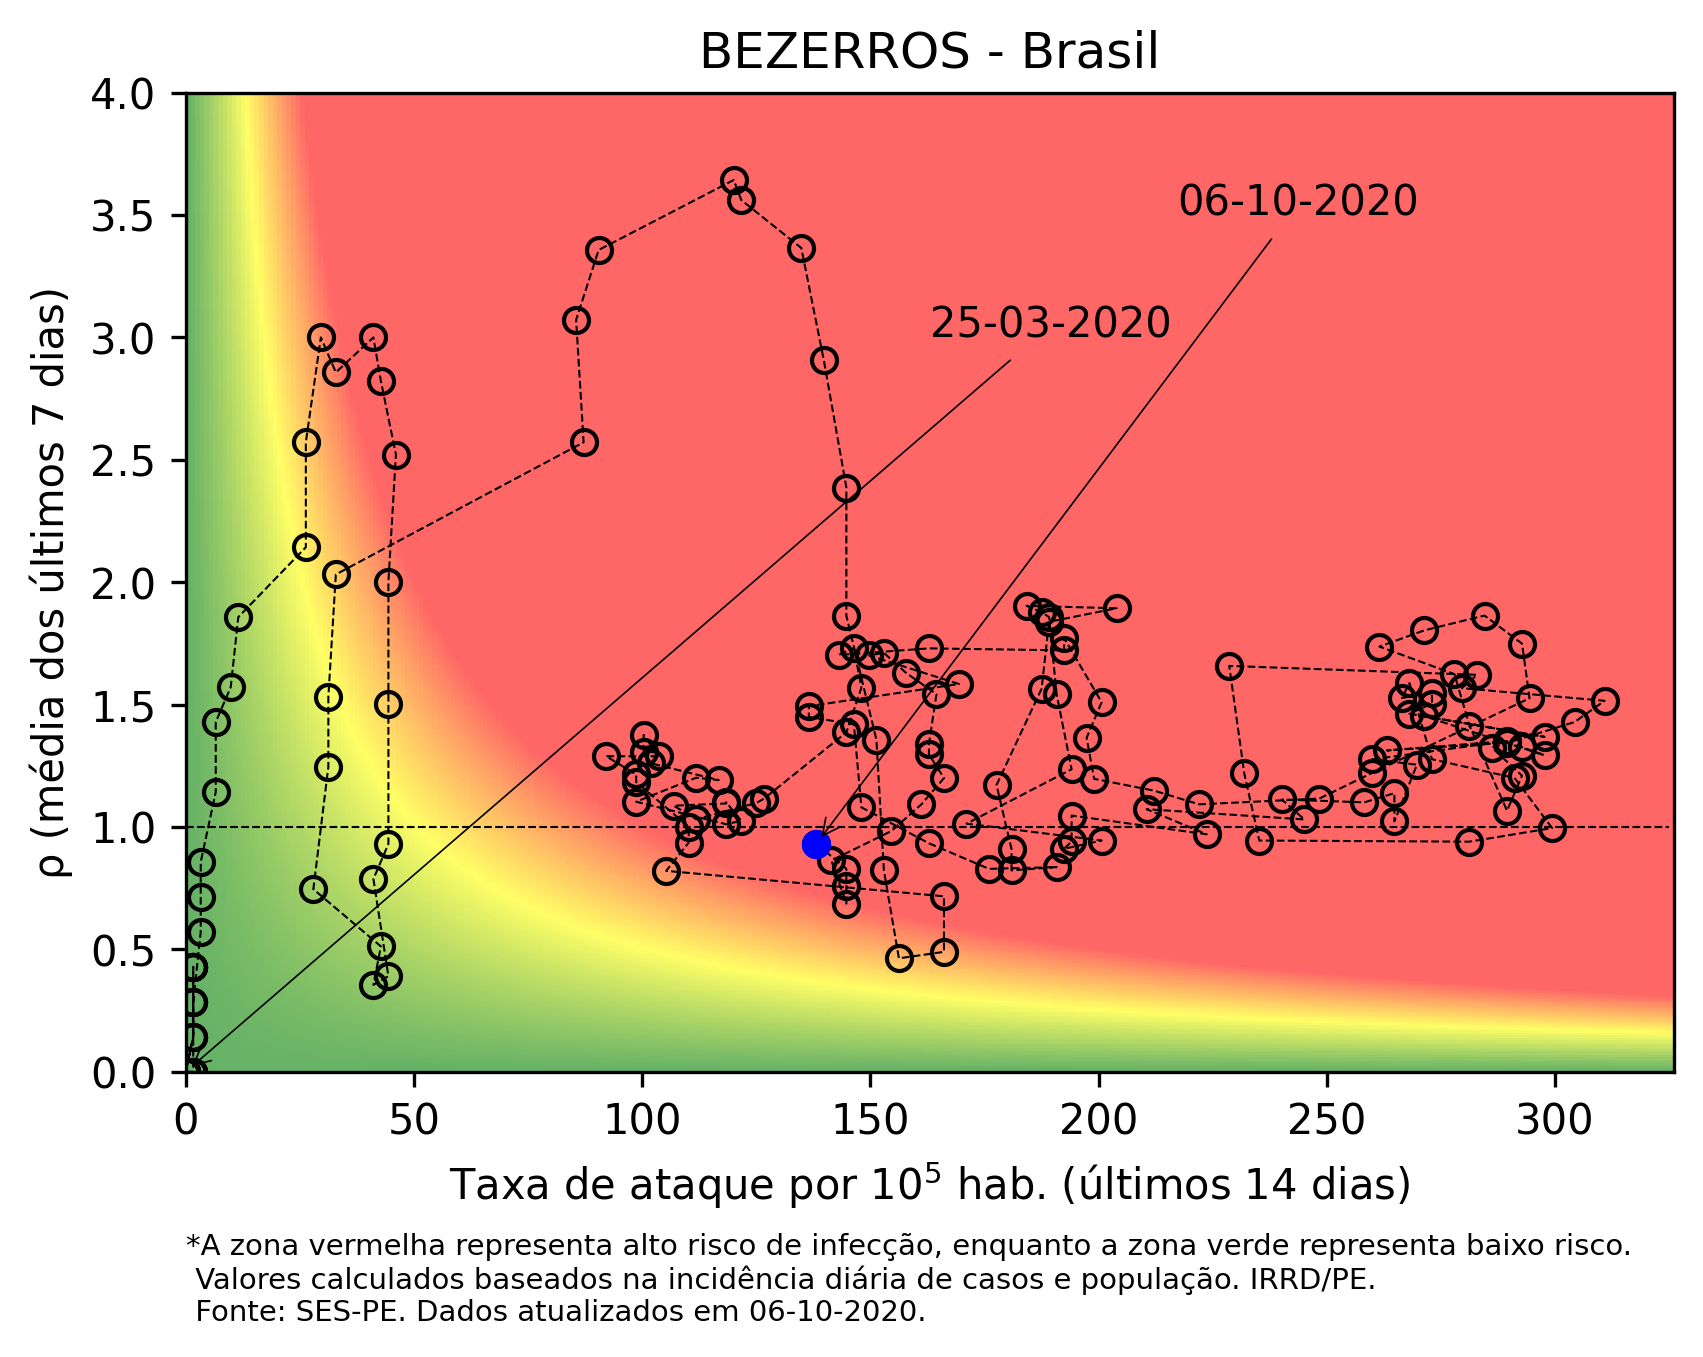 BEZERROS - Brasil
4.0
3.5
3.0
2.5
2.0
1.5
1.0
0.5
0.0
ρ (média dos últimos 7 dias)
06-10-2020
25-03-2020
0 50 100 150 200 250 300
Taxa de ataque por 10⁵ hab. (últimos 14 dias)
*A zona vermelha representa alto risco de infecção, enquanto a zona verde representa baixo risco.
Valores calculados baseados na incidência diária de casos e população. IRRD/PE.
Fonte: SES-PE. Dados atualizados em 06-10-2020.